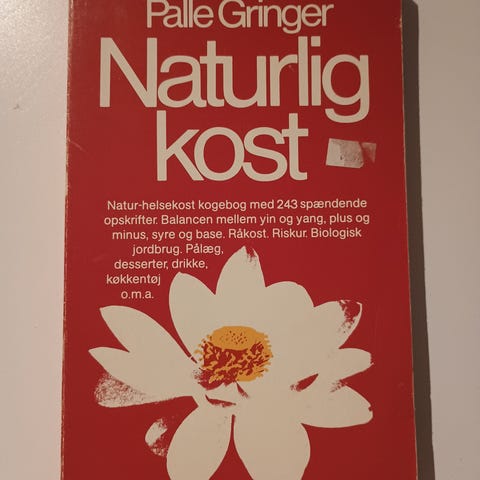 Palle Gringer
Naturlig
kost
Natur-helsekost kogebog med 243 spændende
opskrifter. Balancen mellem yin og yang, plus og
minus, syre og base. Råkost. Riskur. Biologisk
jordbrug. Pålæg,
desserter, drikke,
køkkentøj
o.m.a.